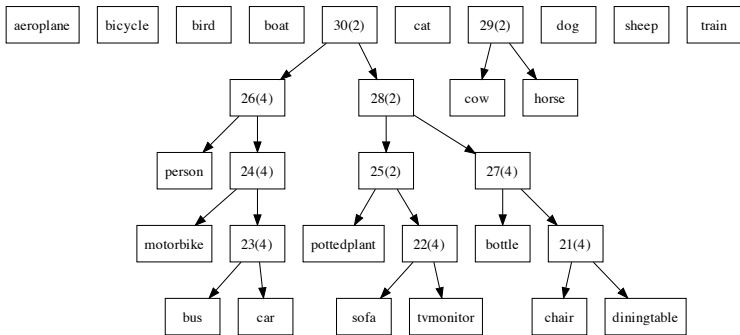 aeroplane bicycle bird boat 30(2) cat 29(2) dog sheep train
26(4) 28(2) cow horse
person 24(4) 25(2) 27(4)
motorbike 23(4) pottedplant 22(4) bottle 21(4)
bus car sofa tvmonitor chair diningtable